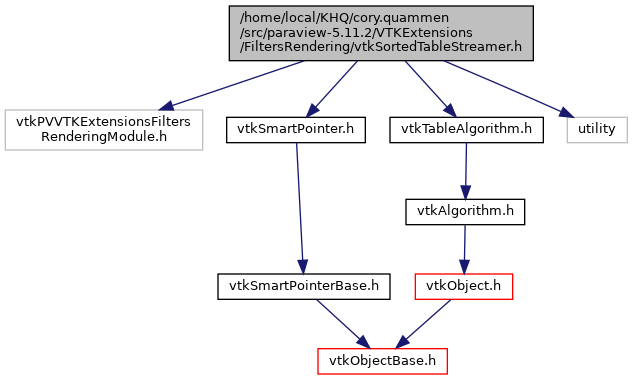 /home/local/KHQ/cory.quammen
/src/paraview-5.11.2/VTKExtensions
/FiltersRendering/vtkSortedTableStreamer.h
vtkPVVTKExtensionsFilters
RenderingModule.h
vtkSmartPointer.h
vtkTableAlgorithm.h
utility
vtkAlgorithm.h
vtkSmartPointerBase.h
vtkObject.h
vtkObjectBase.h